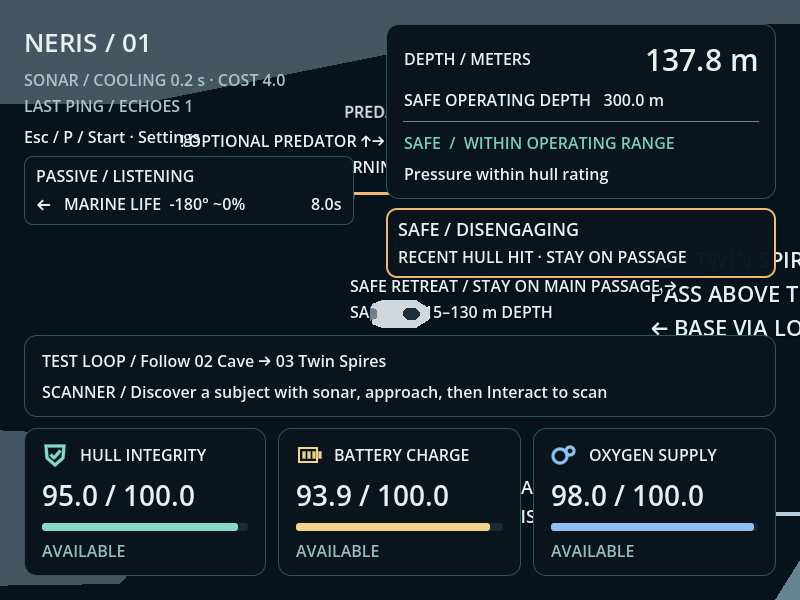 NERIS / 01
SONAR / COOLING 0.2 s · COST 4.0
LAST PING / ECHOES 1
Esc / P / Start · Settings
OPTIONAL PREDATOR ↑→
PASSIVE / LISTENING
← MARINE LIFE -180° ~0% 8.0s
DEPTH / METERS 137.8 m
SAFE OPERATING DEPTH 300.0 m
SAFE / WITHIN OPERATING RANGE
Pressure within hull rating
SAFE / DISENGAGING
RECENT HULL HIT · STAY ON PASSAGE
SAFE RETREAT / STAY ON MAIN PASSAGE →
5–130 m DEPTH
PASS ABOVE T
← BASE VIA LO
TEST LOOP / Follow 02 Cave → 03 Twin Spires
SCANNER / Discover a subject with sonar, approach, then Interact to scan
HULL INTEGRITY
95.0 / 100.0
AVAILABLE
BATTERY CHARGE
93.9 / 100.0
AVAILABLE
OXYGEN SUPPLY
98.0 / 100.0
AVAILABLE